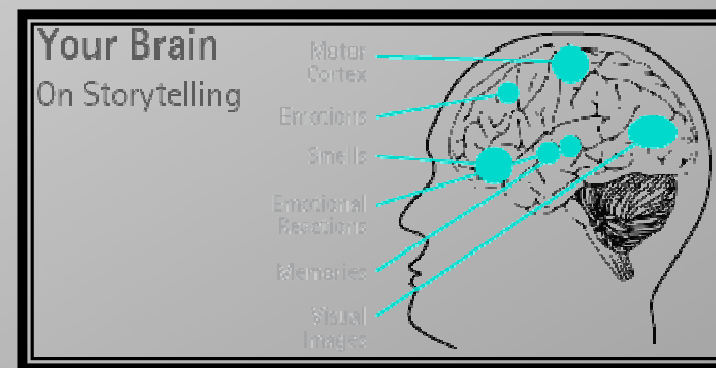 Your Brain
On Storytelling
Motor
Cortex
Emotions
Smells
Emotional
Reactions
Memories
Visual
Images